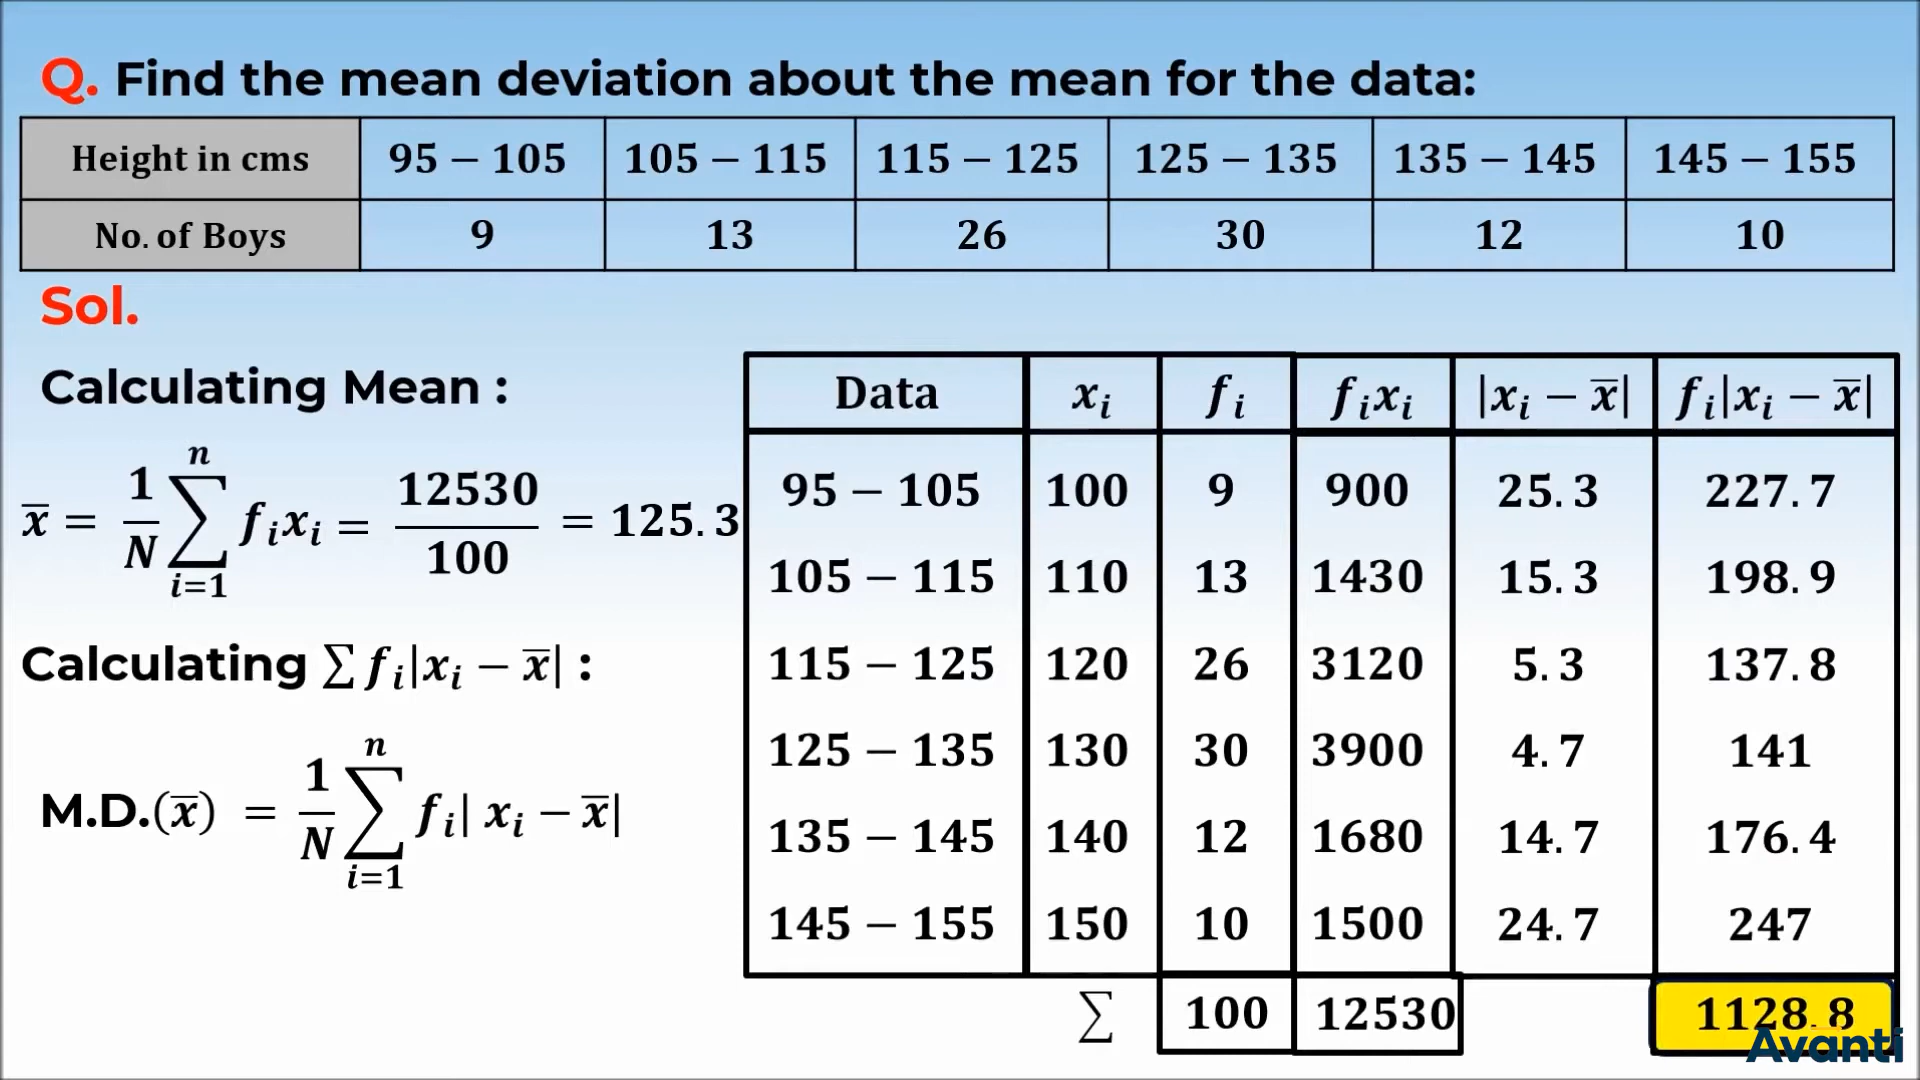 Q. Find the mean deviation about the mean for the data:
Height in cms 95 – 105 105 – 115 115 – 125 125 – 135 135 – 145 145 – 155
No. of Boys 9 13 26 30 12 10
Sol.
Calculating Mean :
x̄ = 1/N ∑ⁿᵢ₌₁ fᵢxᵢ = 12530/100 = 125.3
Calculating ∑ fᵢ|xᵢ – x̄| :
M.D.(x̄) = 1/N ∑ⁿᵢ₌₁ fᵢ| xᵢ – x̄|
Data xᵢ fᵢ fᵢxᵢ |xᵢ – x̄| fᵢ|xᵢ – x̄|
95 – 105 100 9 900 25.3 227.7
105 – 115 110 13 1430 15.3 198.9
115 – 125 120 26 3120 5.3 137.8
125 – 135 130 30 3900 4.7 141
135 – 145 140 12 1680 14.7 176.4
145 – 155 150 10 1500 24.7 247
∑ 100 12530 1128.8
Avanti